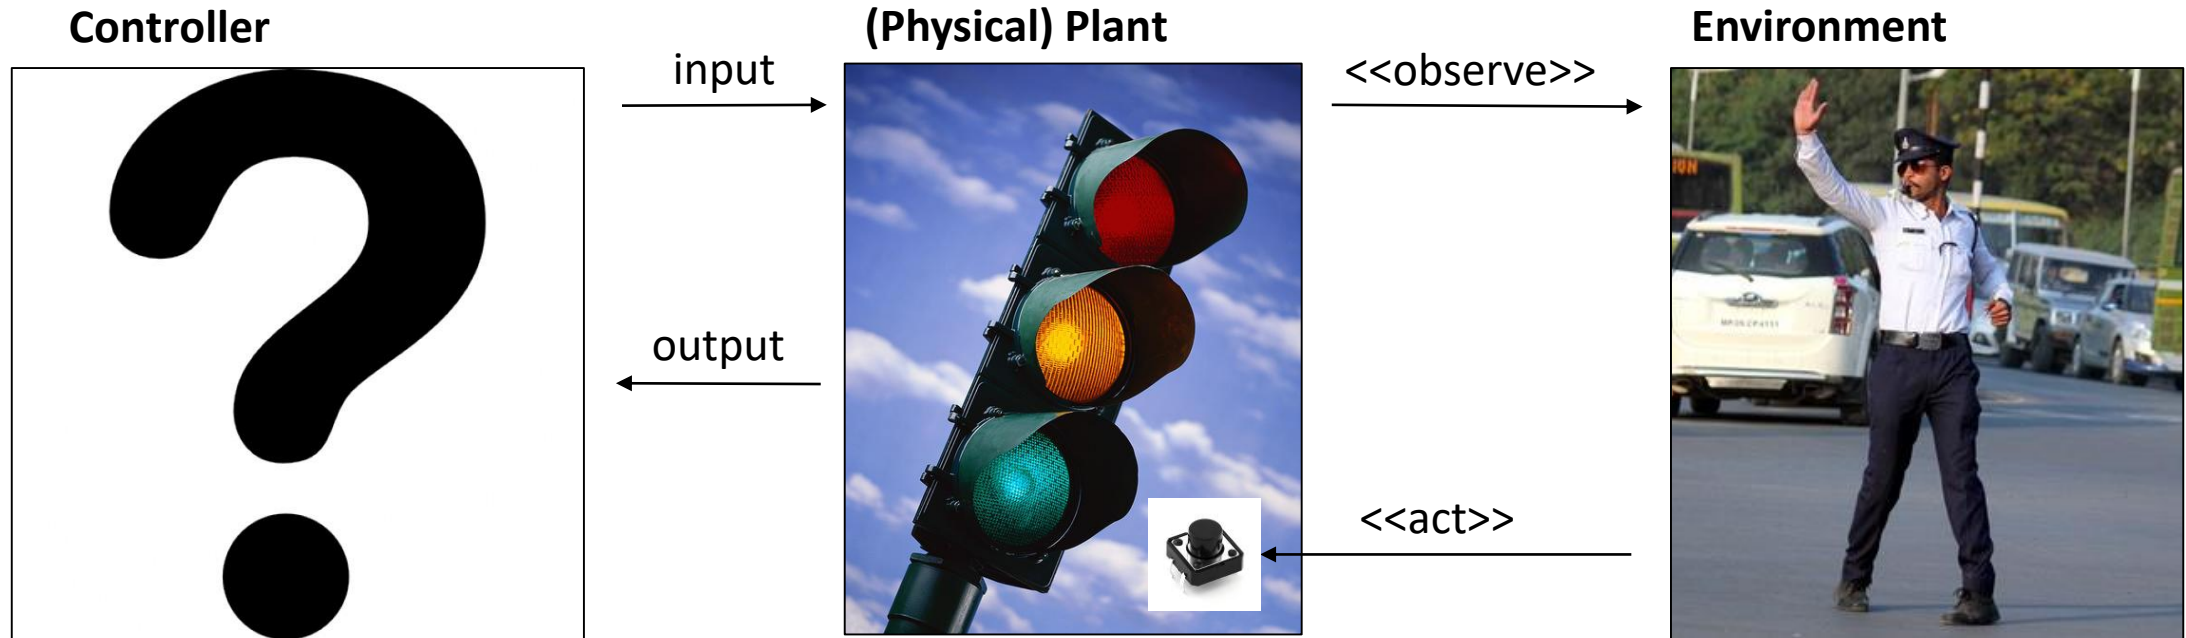 Controller
(Physical) Plant
Environment
input
<<observe>>
output
<<act>>